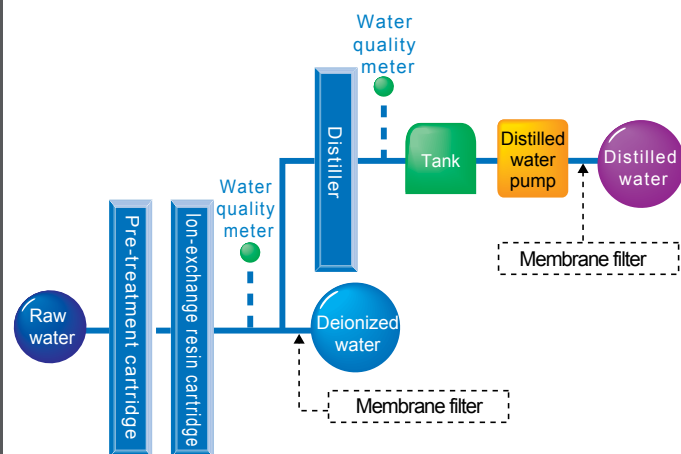 Water
quality
meter
Distiller
Tank
Distilled
water
pump
Distilled
water
Membrane filter
Water
quality
meter
Pre-treatment cartridge
Ion-exchange resin cartridge
Raw
water
Deionized
water
Membrane filter